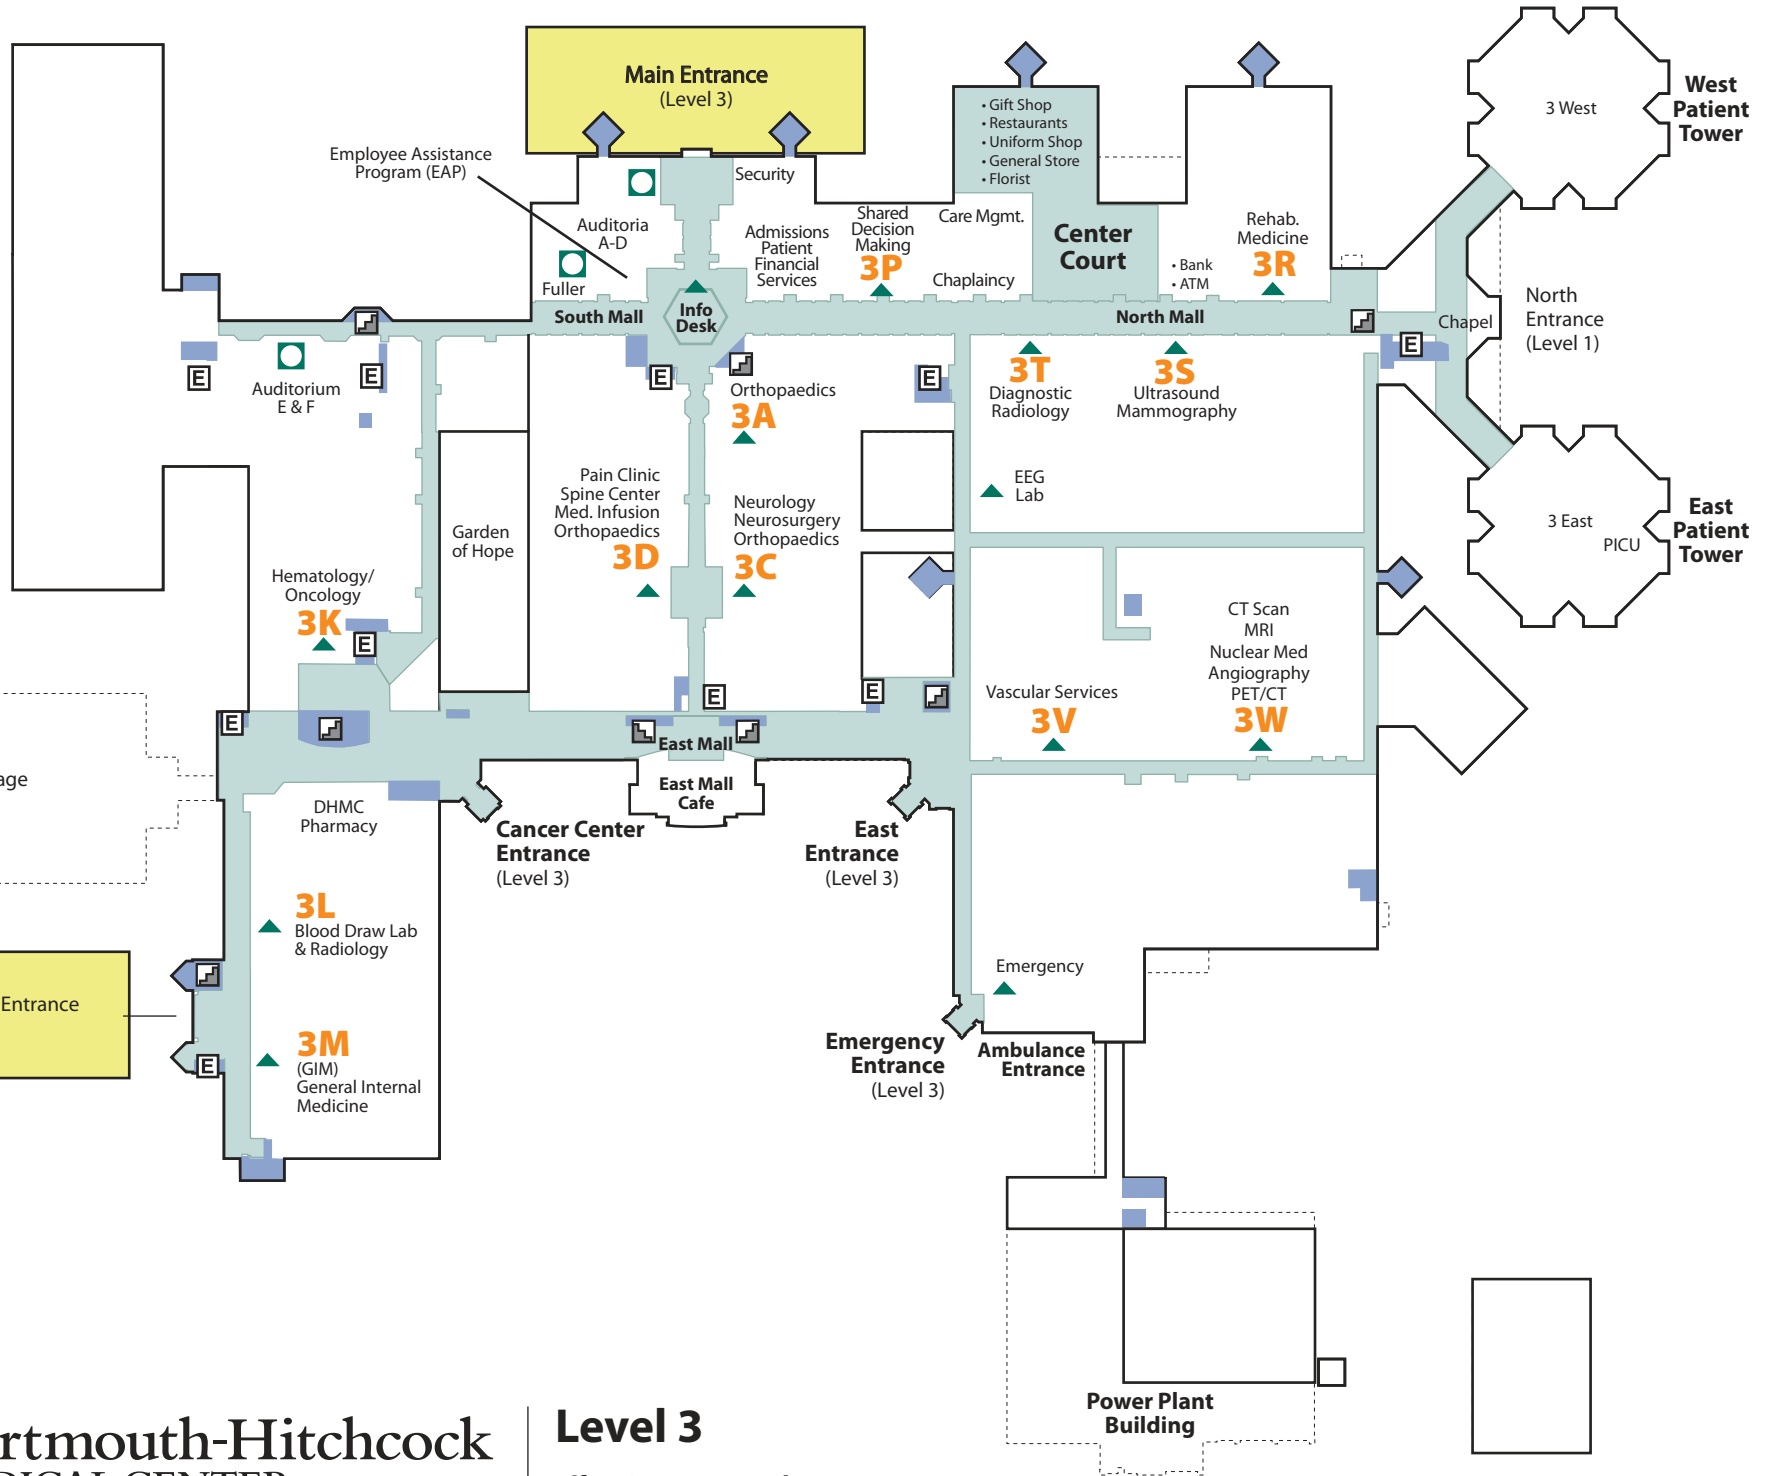 Main Entrance
(Level 3)
• Gift Shop
• Restaurants
• Uniform Shop
• General Store
• Florist
3 West
West
Patient
Tower
Employee Assistance
Program (EAP)
Security
Auditoria
A-D
Fuller
Admissions
Patient
Financial
Services
Shared
Decision
Making
3P
Care Mgmt.
Chaplaincy
Center
Court
• Bank
• ATM
Rehab.
Medicine
3R
South Mall
Info
Desk
North Mall
Chapel
North
Entrance
(Level 1)
E
Auditorium
E & F
E
E
Orthopaedics
3A
E
3T
Diagnostic
Radiology
3S
Ultrasound
Mammography
E
EEG
Lab
Garden
of Hope
Pain Clinic
Spine Center
Med. Infusion
Orthopaedics
3D
Neurology
Neurosurgery
Orthopaedics
3C
3 East
PICU
East
Patient
Tower
Hematology/
Oncology
3K
E
CT Scan
MRI
Nuclear Med
Angiography
PET/CT
3W
Vascular Services
3V
E
E
E
East Mall
East Mall
Cafe
age
DHMC
Pharmacy
Cancer Center
Entrance
(Level 3)
East
Entrance
(Level 3)
3L
Blood Draw Lab
& Radiology
Entrance
3M
(GIM)
General Internal
Medicine
E
Emergency
Emergency
Entrance
(Level 3)
Ambulance
Entrance
Power Plant
Building
rtmouth-Hitchcock
DICAL CENTER
Level 3